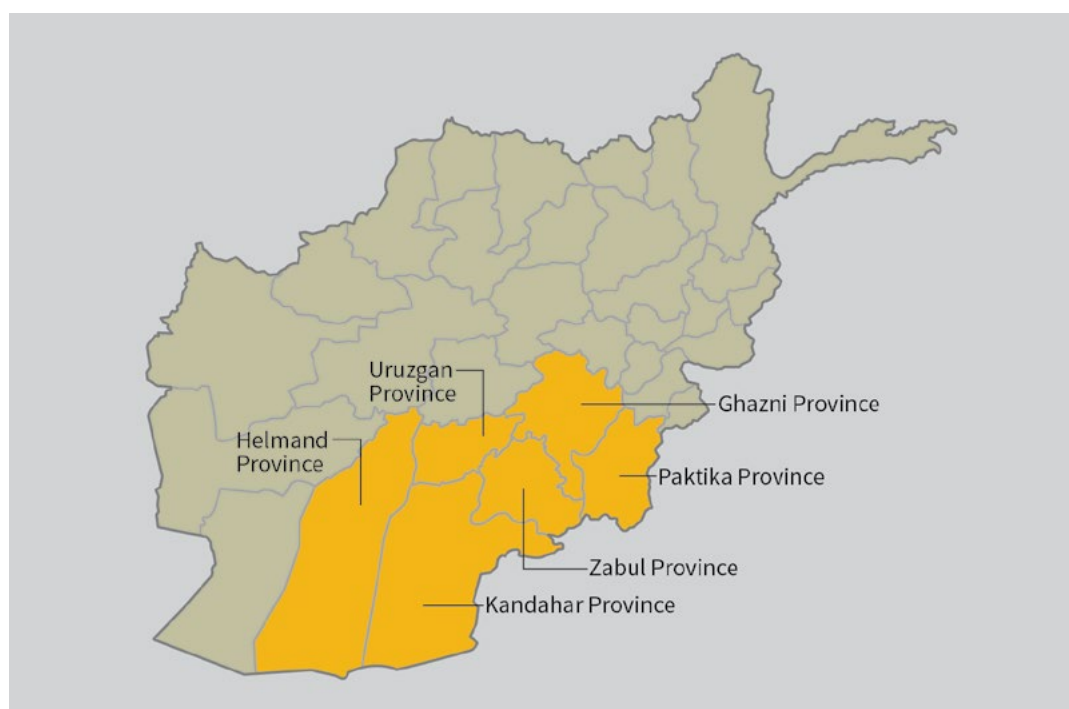 Uruzgan
Province
Ghazni Province
Helmand
Province
Paktika Province
Zabul Province
Kandahar Province